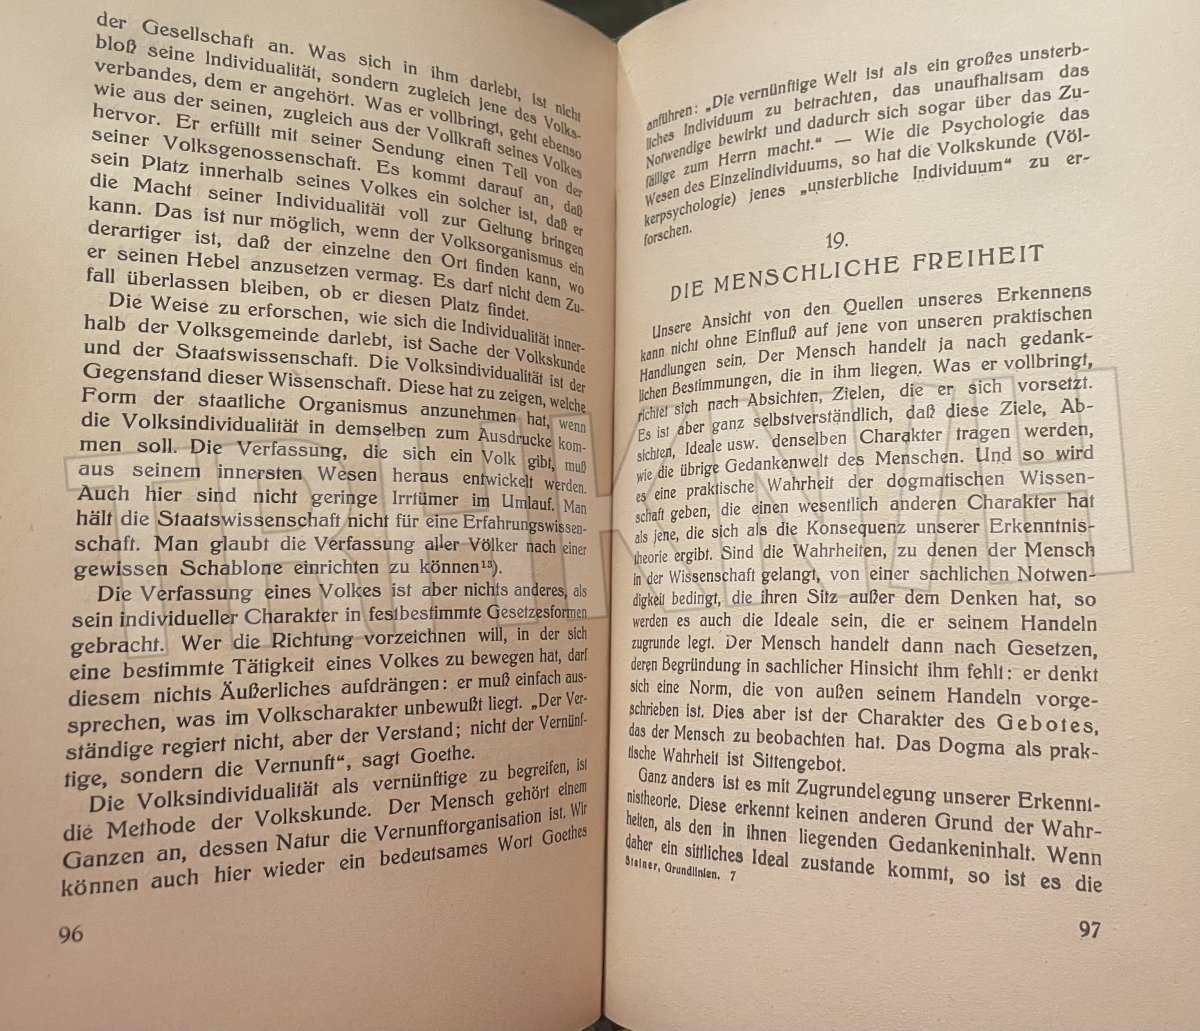 der Gesellschaft an. Was sich in ihm darlebt, ist nicht
bloß seine Individualität, sondern zugleich jene des Volks-
verbandes, dem er angehört. Was er vollbringt, geht ebenso
wie aus der seinen, zugleich aus der Vollkraft seines Volkes
hervor. Er erfüllt mit seiner Sendung einen Teil von der
seiner Volksgenossenschaft. Es kommt darauf an, daß
sein Platz innerhalb seines Volkes ein solcher ist, daß er
die Macht seiner Individualität voll zur Geltung bringen
kann. Das ist nur möglich, wenn der Volksorganismus ein
derartiger ist, daß der einzelne den Ort finden kann, wo
er seinen Hebel anzusetzen vermag. Es darf nicht dem Zu-
fall überlassen bleiben, ob er diesen Platz findet.
Die Weise zu erforschen, wie sich die Individualität inner-
halb der Volksgemeinde darlebt, ist Sache der Volkskunde
und der Staatswissenschaft. Die Volksindividualität ist der
Gegenstand dieser Wissenschaft. Diese hat zu zeigen, welche
Form der staatliche Organismus anzunehmen hat, wenn
die Volksindividualität in demselben zum Ausdrucke kom-
men soll. Die Verfassung, die sich ein Volk gibt, muß
aus seinem innersten Wesen heraus entwickelt werden.
Auch hier sind nicht geringe Irrtümer im Umlauf. Man
hält die Staatswissenschaft nicht für eine Erfahrungswissen-
schaft. Man glaubt die Verfassung aller Völker nach einer
gewissen Schablone einrichten zu können¹³).
Die Verfassung eines Volkes ist aber nichts anderes, als
sein individueller Charakter in festbestimmte Gesetzesformen
gebracht. Wer die Richtung vorzeichnen will, in der sich
eine bestimmte Tätigkeit eines Volkes zu bewegen hat, darf
diesem nichts Äußerliches aufdrängen: er muß einfach aus-
sprechen, was im Volkscharakter unbewußt liegt. „Der Ver-
ständige regiert nicht, aber der Verstand; nicht der Vernünf-
tige, sondern die Vernunft“, sagt Goethe.
Die Volksindividualität als vernünftige zu begreifen, ist
die Methode der Volkskunde. Der Mensch gehört einem
Ganzen an, dessen Natur die Vernunftorganisation ist. Wir
können auch hier wieder ein bedeutsames Wort Goethes
96
anführen: „Die vernünftige Welt ist als ein großes unsterb-
liches Individuum zu betrachten, das unaufhaltsam das
Notwendige bewirkt und dadurch sich sogar über das Zu-
fällige zum Herrn macht.“ — Wie die Psychologie das
Wesen des Einzelindividuums, so hat die Volkskunde (Völ-
kerpsychologie) jenes „unsterbliche Individuum“ zu er-
forschen.
19.
DIE MENSCHLICHE FREIHEIT
Unsere Ansicht von den Quellen unseres Erkennens
kann nicht ohne Einfluß auf jene von unseren praktischen
Handlungen sein. Der Mensch handelt ja nach gedank-
lichen Bestimmungen, die in ihm liegen. Was er vollbringt,
richtet sich nach Absichten, Zielen, die er sich vorsetzt.
Es ist aber ganz selbstverständlich, daß diese Ziele, Ab-
sichten, Ideale usw. denselben Charakter tragen werden,
wie die übrige Gedankenwelt des Menschen. Und so wird
es eine praktische Wahrheit der dogmatischen Wissen-
schaft geben, die einen wesentlich anderen Charakter hat
als jene, die sich als die Konsequenz unserer Erkenntnis-
theorie ergibt. Sind die Wahrheiten, zu denen der Mensch
in der Wissenschaft gelangt, von einer sachlichen Notwen-
digkeit bedingt, die ihren Sitz außer dem Denken hat, so
werden es auch die Ideale sein, die er seinem Handeln
zugrunde legt. Der Mensch handelt dann nach Gesetzen,
deren Begründung in sachlicher Hinsicht ihm fehlt: er denkt
sich eine Norm, die von außen seinem Handeln vorge-
schrieben ist. Dies aber ist der Charakter des Gebotes,
das der Mensch zu beobachten hat. Das Dogma als prak-
tische Wahrheit ist Sittengebot.
Ganz anders ist es mit Zugrundelegung unserer Erkennt-
nistheorie. Diese erkennt keinen anderen Grund der Wahr-
heiten, als den in ihnen liegenden Gedankeninhalt. Wenn
daher ein sittliches Ideal zustande kommt, so ist es die
Steiner, Grundlinien. 7
97